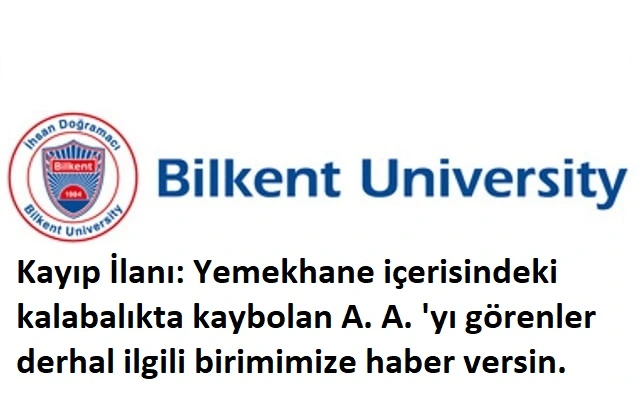 İhsan Doğramacı
Bilkent
1984
Bilkent University
Bilkent University
Kayıp İlanı: Yemekhane içerisindeki
kalabalıkta kaybolan A. A. 'yı görenler
derhal ilgili birimimize haber versin.